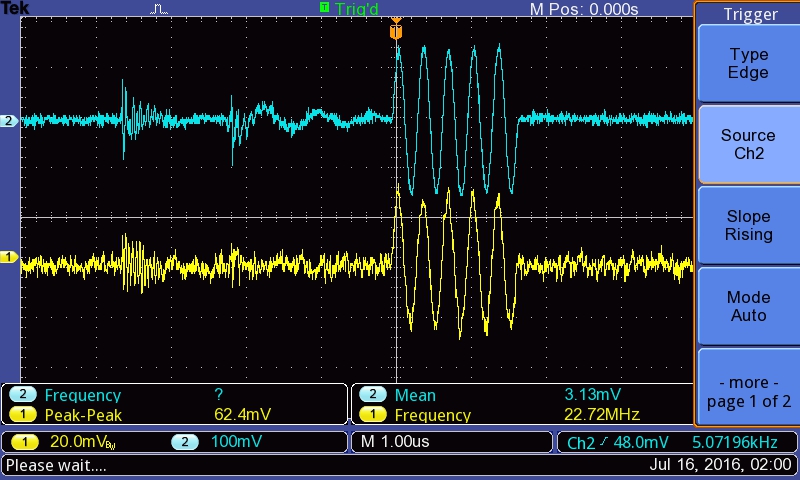 Tek
T Trig'd
M Pos: 0.000s
Trigger
Type
Edge
Source
Ch2
Slope
Rising
Mode
Auto
- more -
page 1 of 2
T
2
1
2 Frequency ?
1 Peak-Peak 62.4mV
2 Mean 3.13mV
1 Frequency 22.72MHz
1 20.0mVBW 2 100mV
M 1.00us
Ch2 48.0mV 5.07196kHz
Please wait....
Jul 16, 2016, 02:00